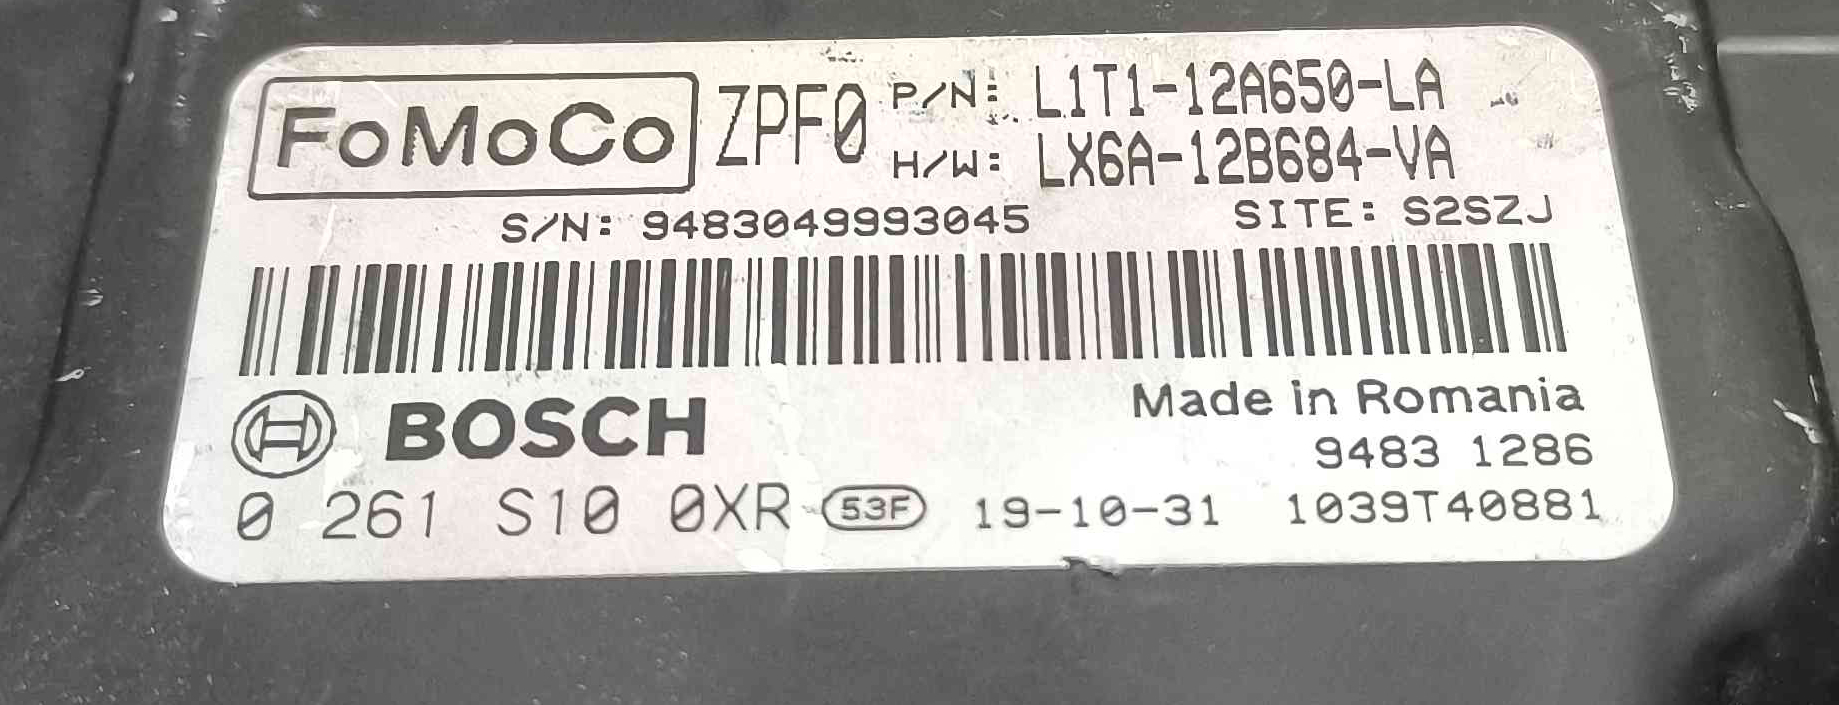 FoMoCo ZPF0 P/N: L1T1-12A650-LA
H/W: LX6A-12B684-VA
S/N: 9483049993045 SITE: S2SZJ
BOSCH Made in Romania
9483 1286
0 261 S10 0XR 53F 19-10-31 1039T40881